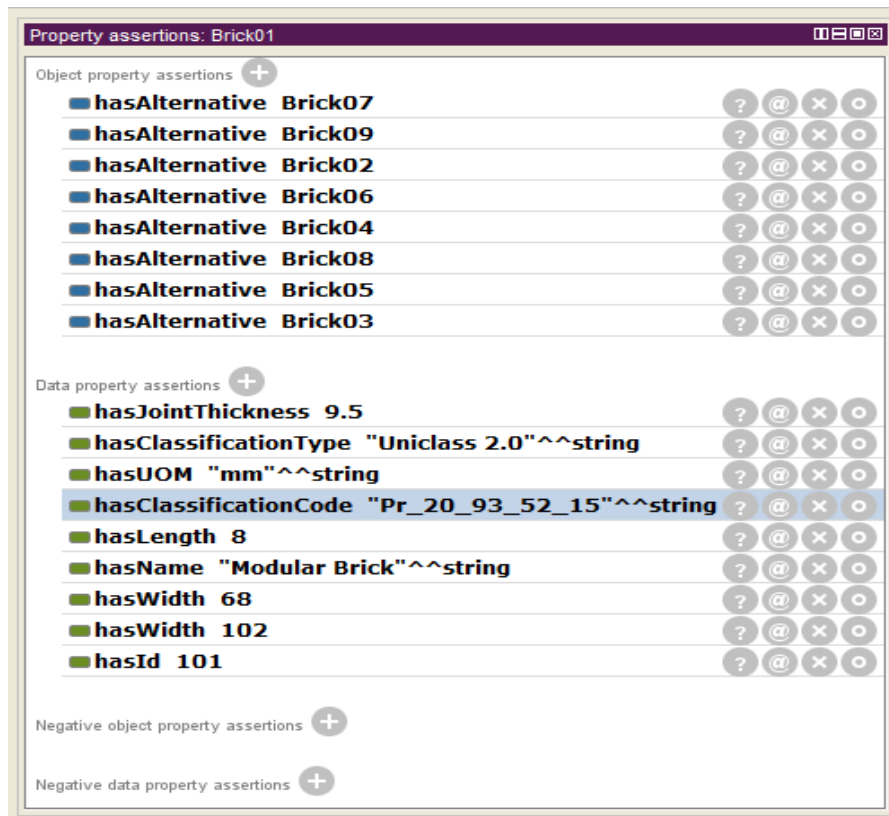 Property assertions: Brick01
Object property assertions
hasAlternative Brick07
hasAlternative Brick09
hasAlternative Brick02
hasAlternative Brick06
hasAlternative Brick04
hasAlternative Brick08
hasAlternative Brick05
hasAlternative Brick03
Data property assertions
hasJointThickness 9.5
hasClassificationType "Uniclass 2.0"^^string
hasUOM "mm"^^string
hasClassificationCode "Pr_20_93_52_15"^^string
hasLength 8
hasName "Modular Brick"^^string
hasWidth 68
hasWidth 102
hasId 101
Negative object property assertions
Negative data property assertions